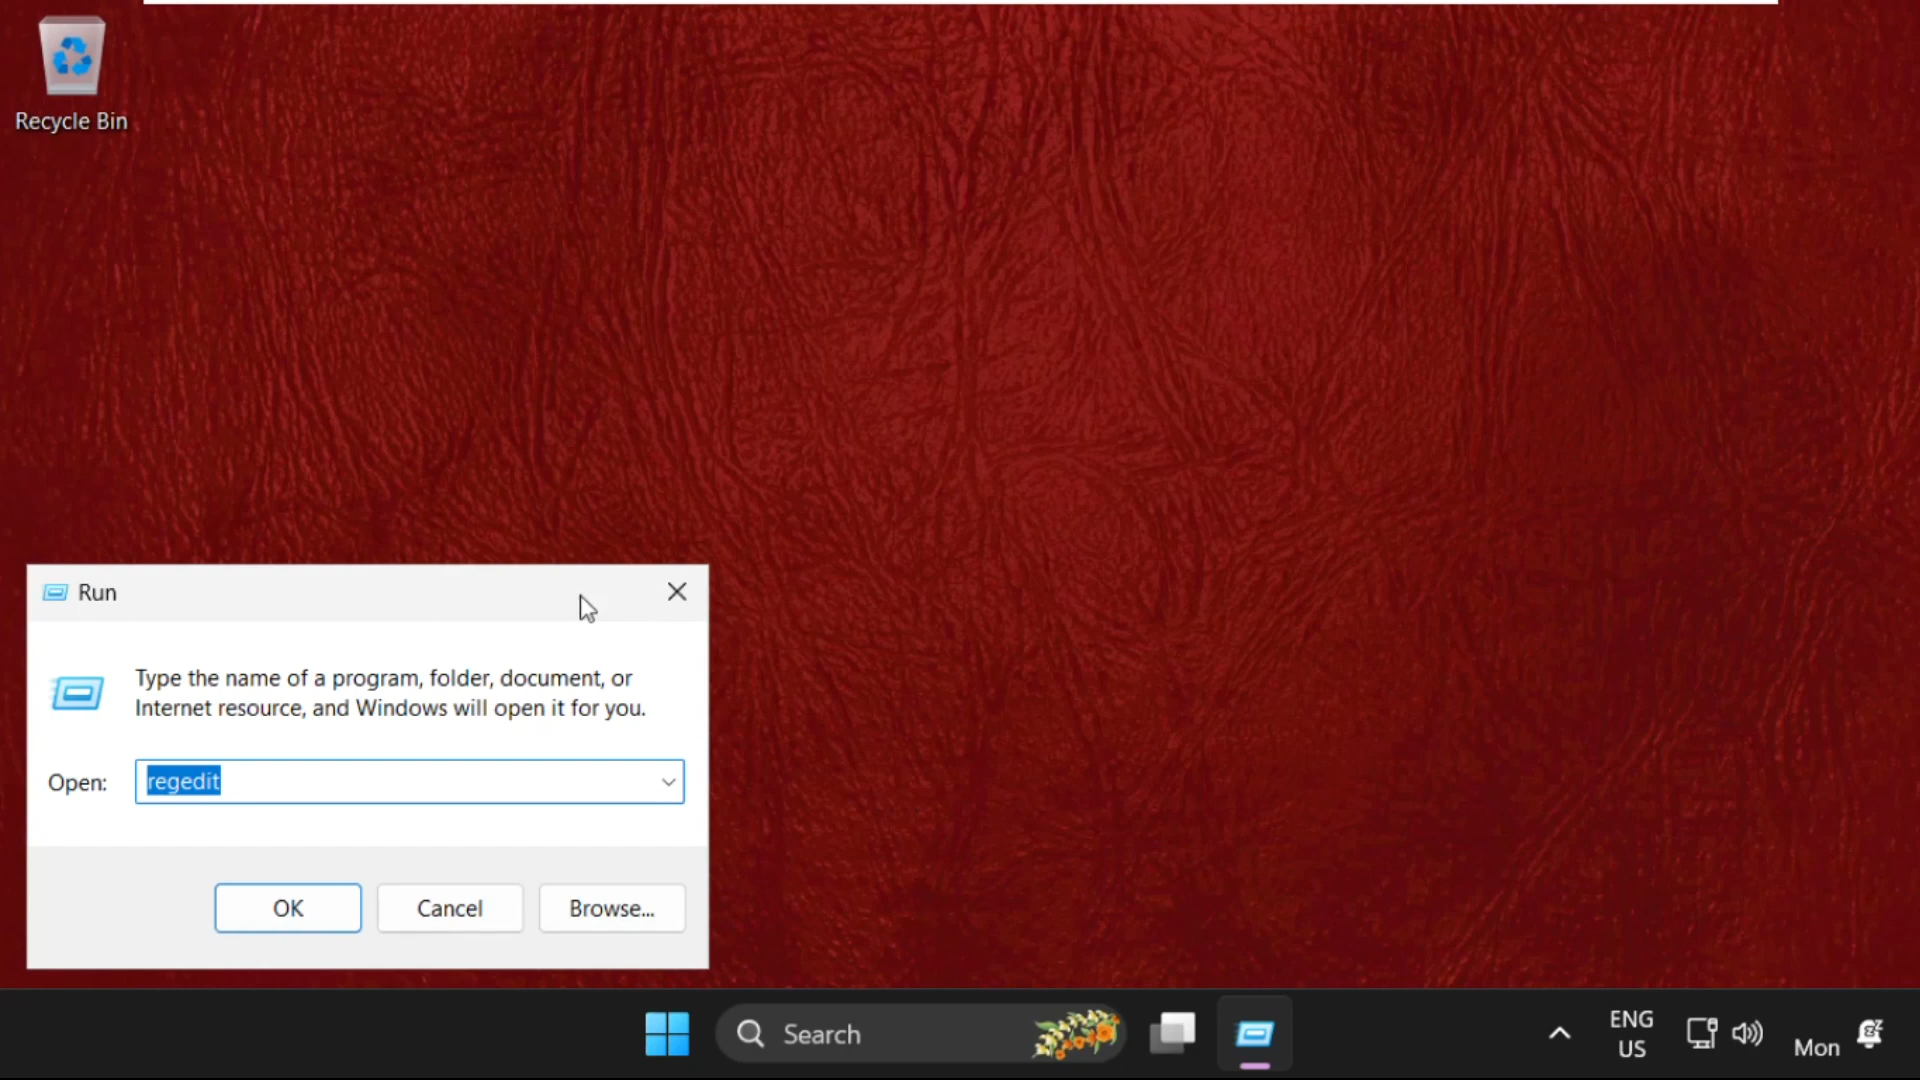 Recycle Bin
Run
Type the name of a program, folder, document, or
Internet resource, and Windows will open it for you.
Open:
regedit
OK
Cancel
Browse...
Search
ENG
US
Mon